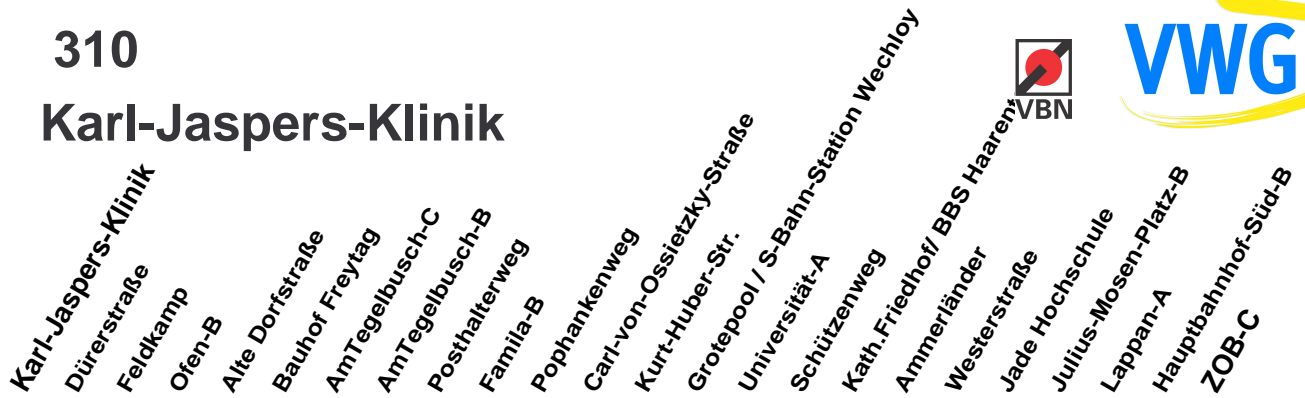 310
Karl-Jaspers-Klinik
VBN
VWG
Karl-Jaspers-Klinik
Dürerstraße
Feldkamp
Ofen-B
Alte Dorfstraße
Bauhof Freytag
AmTegelbusch-C
AmTegelbusch-B
Posthalterweg
Famila-B
Pophankenweg
Carl-von-Ossietzky-Straße
Kurt-Huber-Str.
Grotepool / S-Bahn-Station Wechloy
Universität-A
Schützenweg
Kath.Friedhof/ BBS Haarent
Ammerländer
Westerstraße
Jade Hochschule
Julius-Mosen-Platz-B
Lappan-A
Hauptbahnhof-Süd-B
ZOB-C